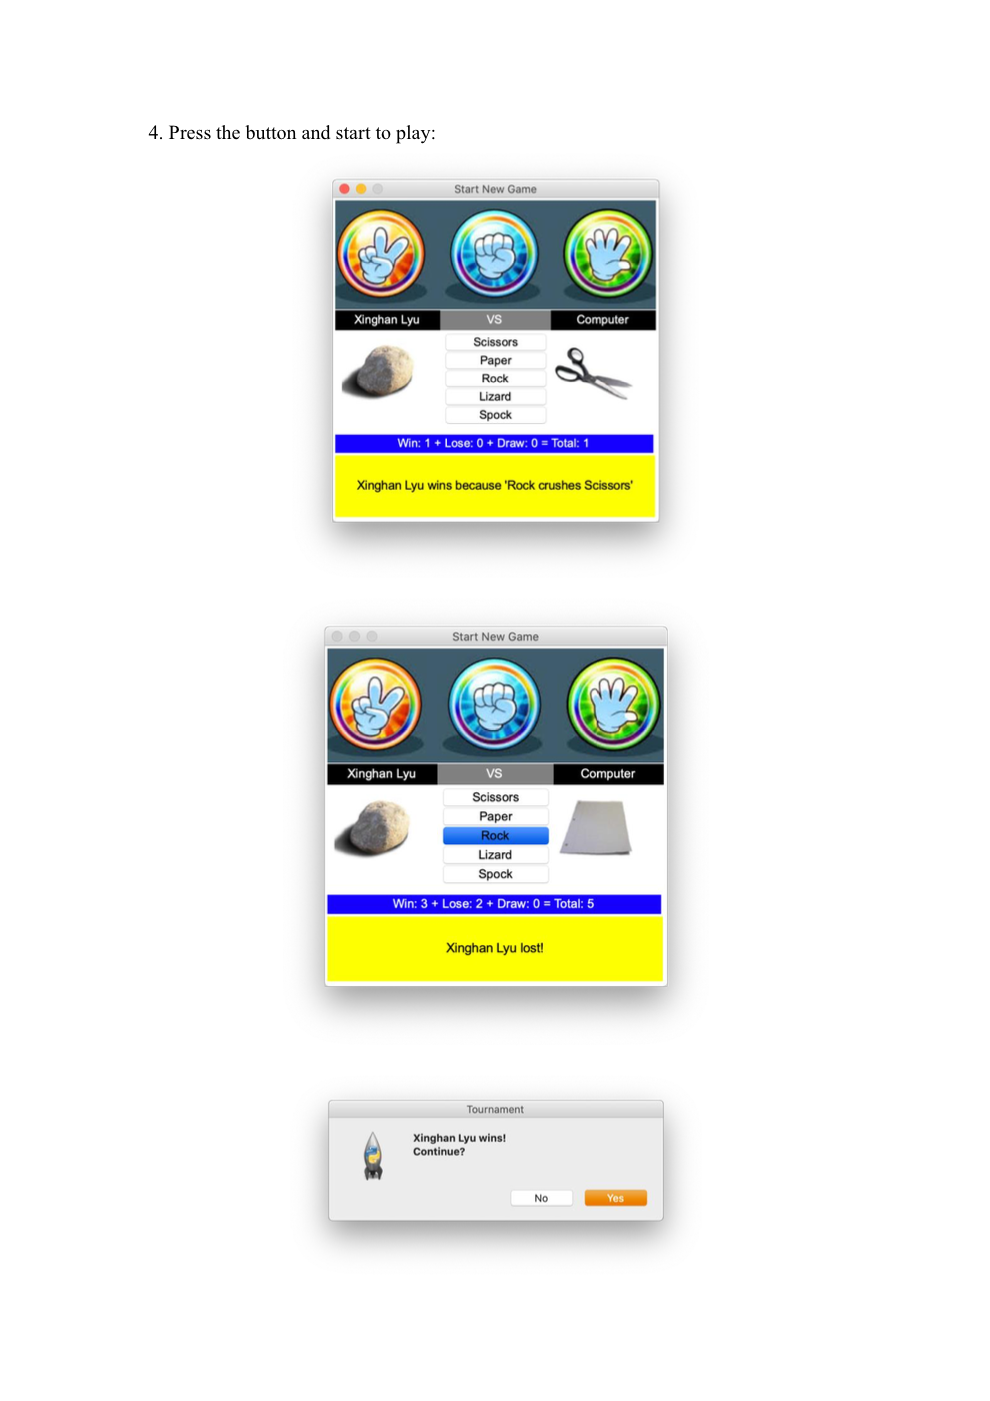 4. Press the button and start to play:
Start New Game
Xinghan Lyu VS Computer
Scissors
Paper
Rock
Lizard
Spock
Win: 1 + Lose: 0 + Draw: 0 = Total: 1
Xinghan Lyu wins because 'Rock crushes Scissors'
Start New Game
Xinghan Lyu VS Computer
Scissors
Paper
Rock
Lizard
Spock
Win: 3 + Lose: 2 + Draw: 0 = Total: 5
Xinghan Lyu lost!
Tournament
Xinghan Lyu wins!
Continue?
No Yes